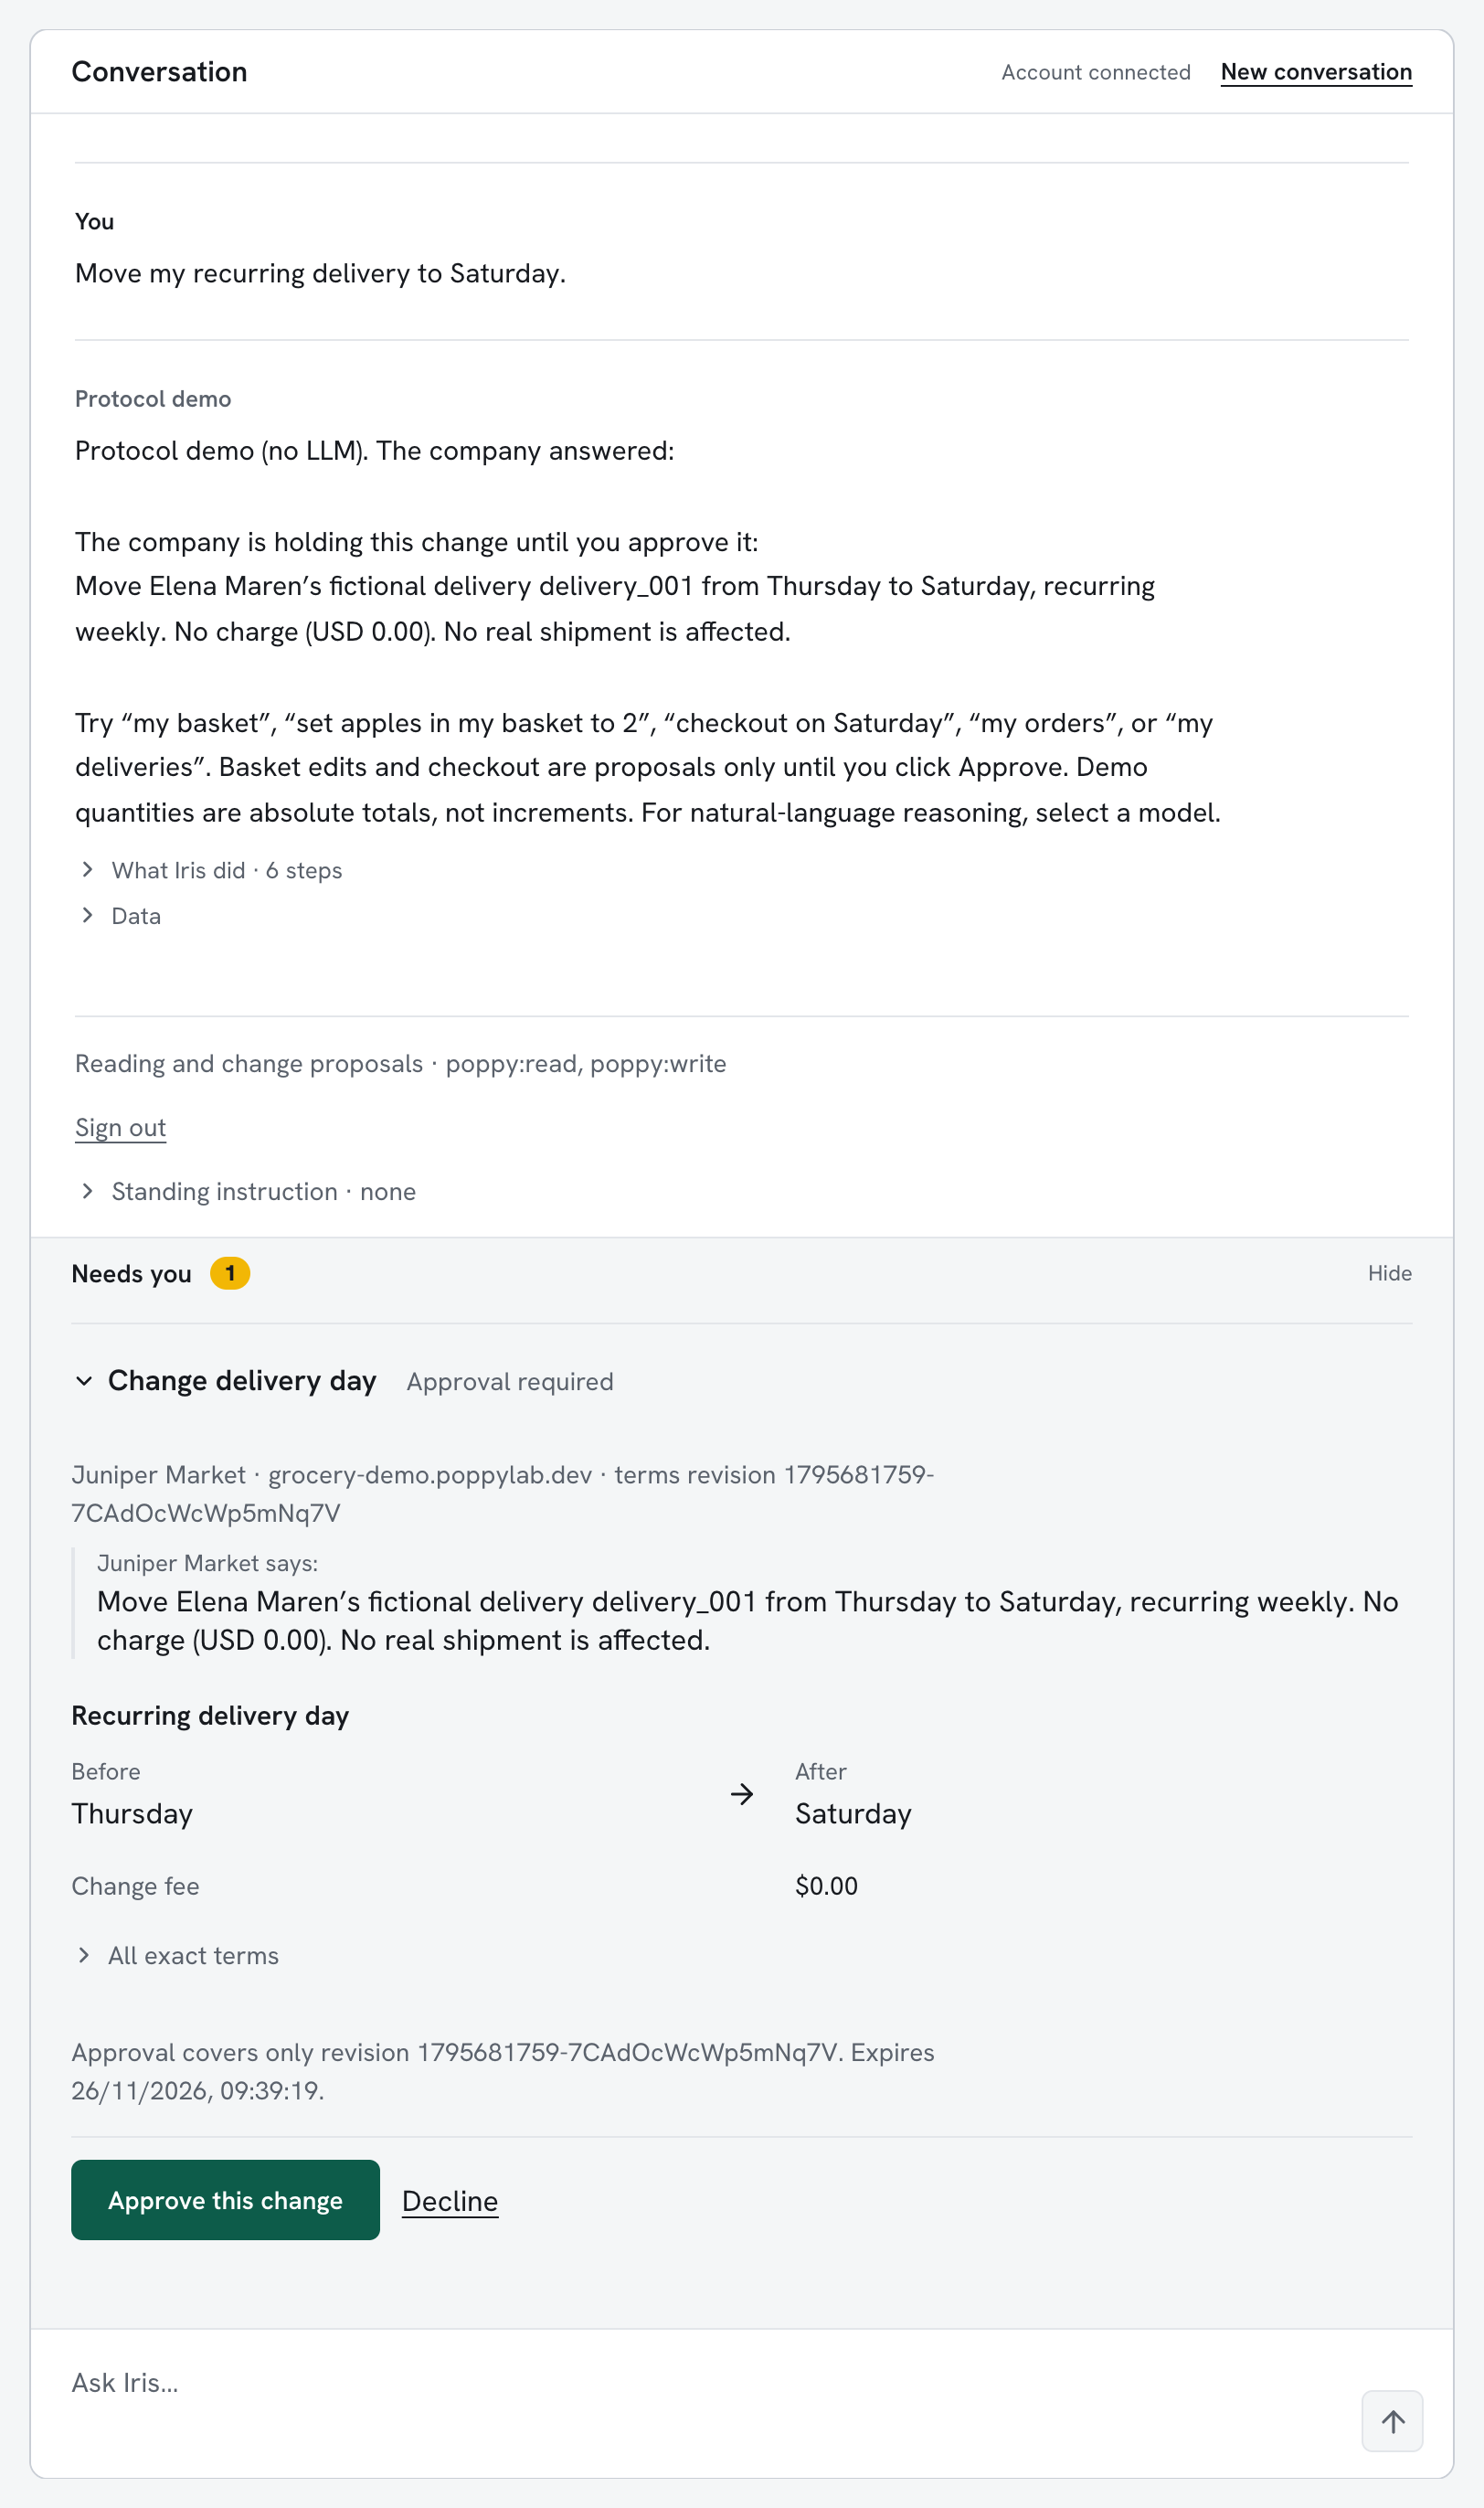 Conversation
Account connected
New conversation
You
Move my recurring delivery to Saturday.
Protocol demo
Protocol demo (no LLM). The company answered:
The company is holding this change until you approve it:
Move Elena Maren’s fictional delivery delivery_001 from Thursday to Saturday, recurring
weekly. No charge (USD 0.00). No real shipment is affected.
Try “my basket”, “set apples in my basket to 2”, “checkout on Saturday”, “my orders”, or “my
deliveries”. Basket edits and checkout are proposals only until you click Approve. Demo
quantities are absolute totals, not increments. For natural-language reasoning, select a model.
What Iris did · 6 steps
Data
Reading and change proposals · poppy:read, poppy:write
Sign out
Standing instruction · none
Needs you 1
Hide
Change delivery day
Approval required
Juniper Market · grocery-demo.poppylab.dev · terms revision 1795681759-
7CAdOcWcWp5mNq7V
Juniper Market says:
Move Elena Maren’s fictional delivery delivery_001 from Thursday to Saturday, recurring weekly. No
charge (USD 0.00). No real shipment is affected.
Recurring delivery day
Before
Thursday
→
After
Saturday
Change fee
$0.00
All exact terms
Approval covers only revision 1795681759-7CAdOcWcWp5mNq7V. Expires
26/11/2026, 09:39:19.
Approve this change
Decline
Ask Iris…